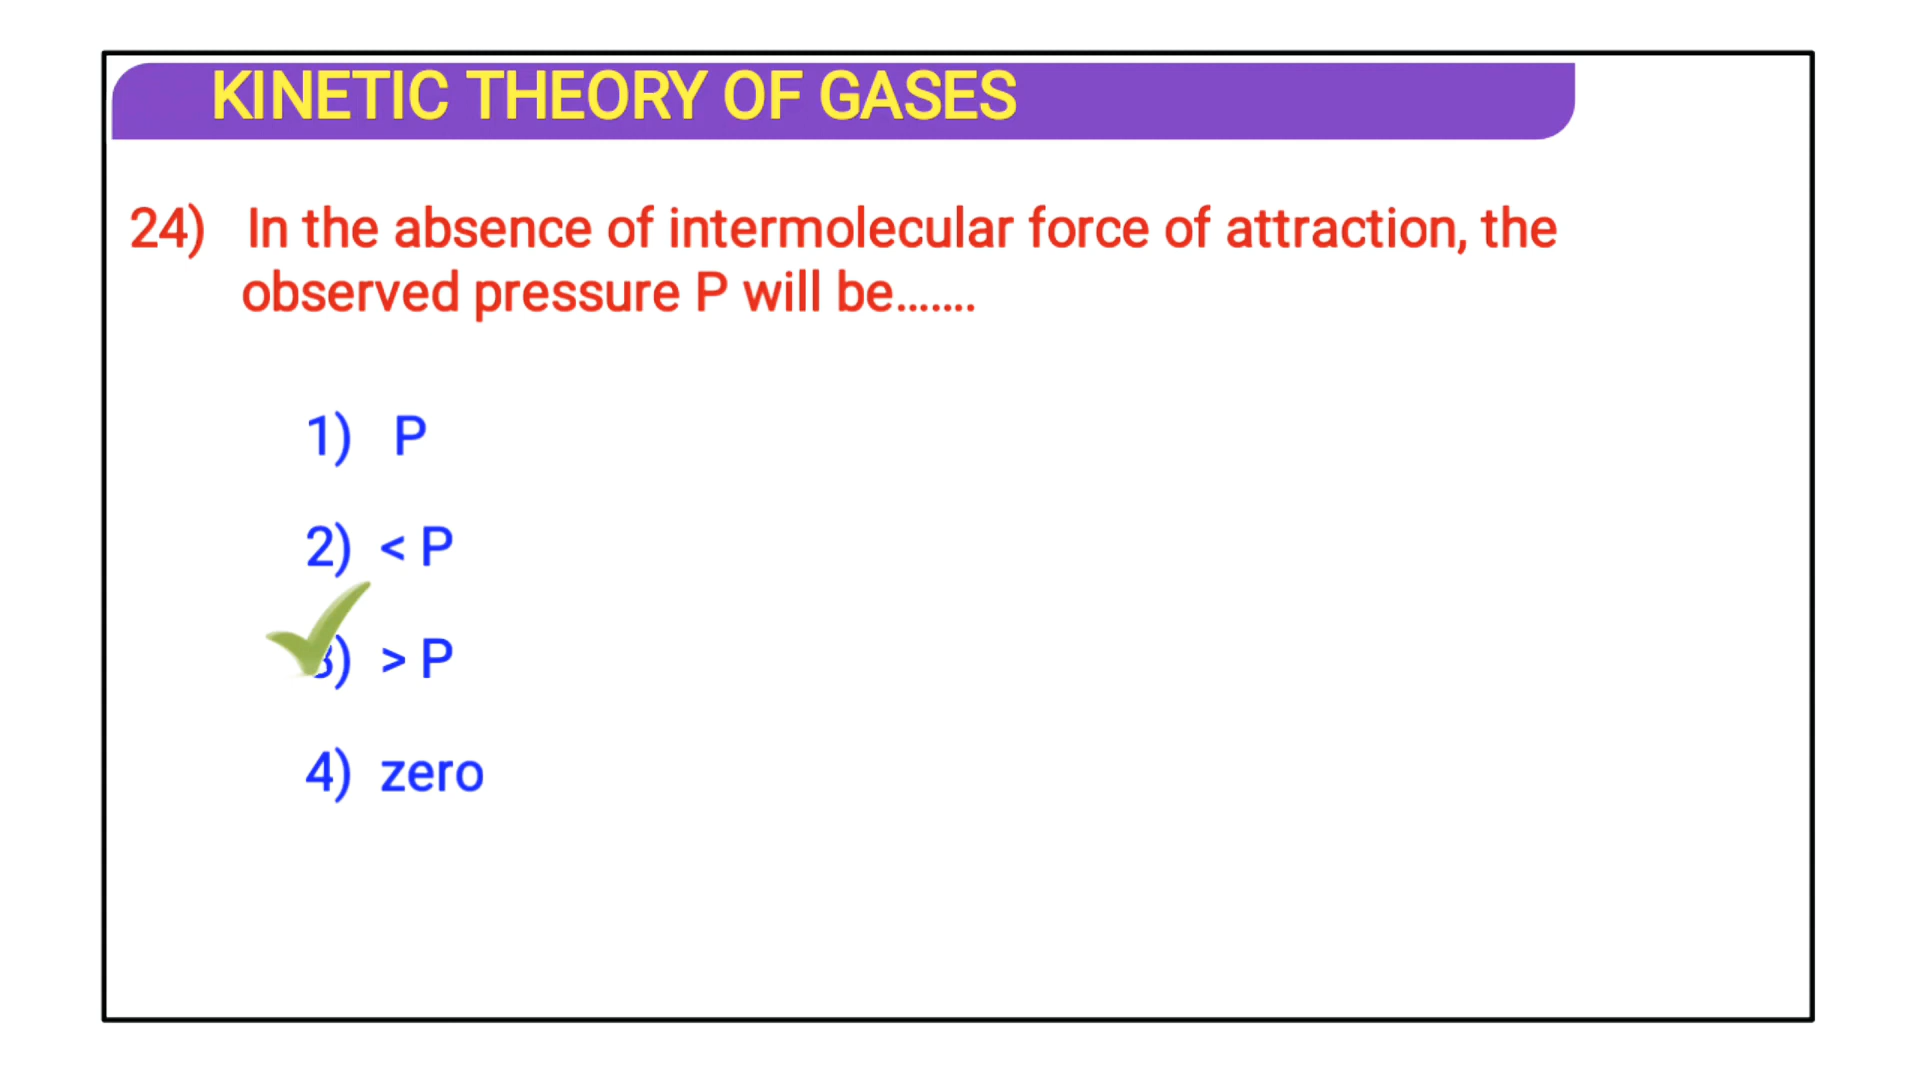 KINETIC THEORY OF GASES
24) In the absence of intermolecular force of attraction, the
observed pressure P will be.......
1) P
2) < P
3) > P
4) zero